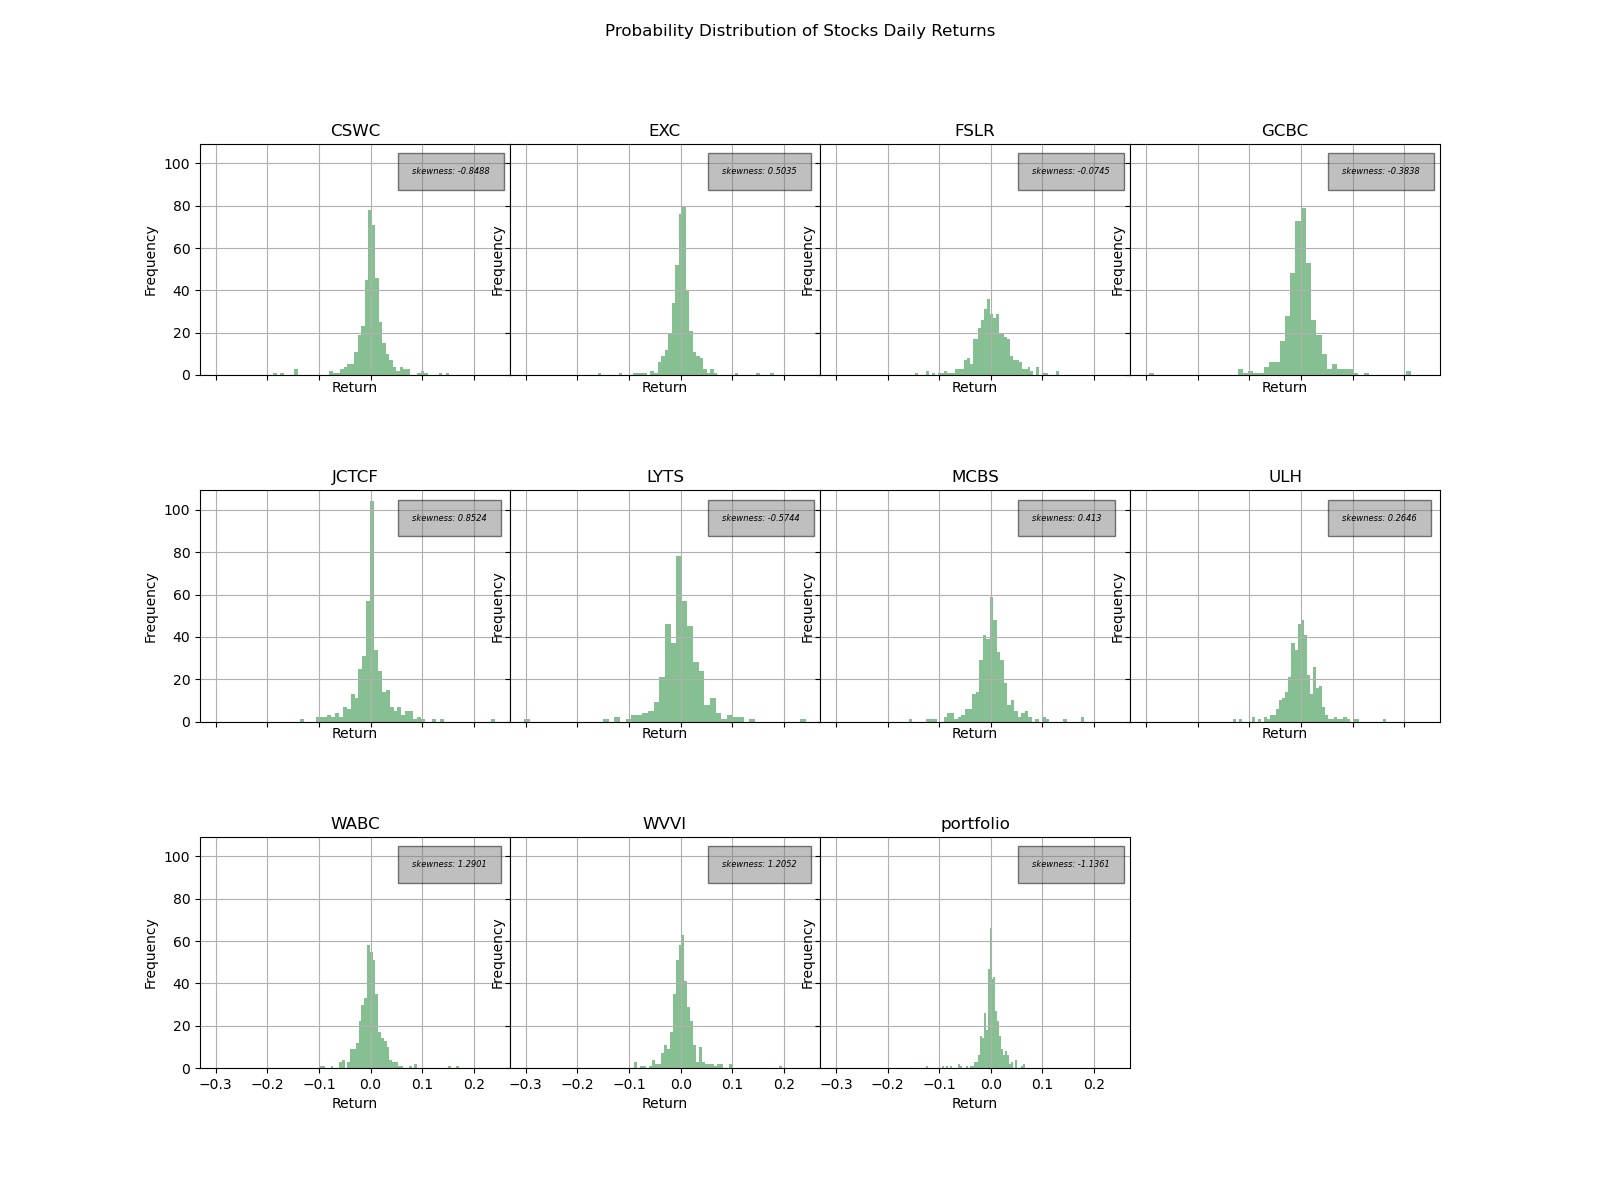 Probability Distribution of Stocks Daily Returns
CSWC EXC FSLR GCBC
100 skewness: -0.8488 skewness: 0.5035 skewness: -0.0745 skewness: -0.3838
80
60
Frequency Frequency Frequency Frequency
40
20
0
Return Return Return Return
JCTCF LYTS MCBS ULH
100 skewness: 0.8524 skewness: -0.5744 skewness: 0.413 skewness: 0.2646
80
60
Frequency Frequency Frequency Frequency
40
20
0
Return Return Return Return
WABC WVVI portfolio
100 skewness: 1.2901 skewness: 1.2052 skewness: -1.1361
80
60
Frequency Frequency Frequency
40
20
0
−0.3 −0.2 −0.1 0.0 0.1 0.2 −0.3 −0.2 −0.1 0.0 0.1 0.2 −0.3 −0.2 −0.1 0.0 0.1 0.2
Return Return Return